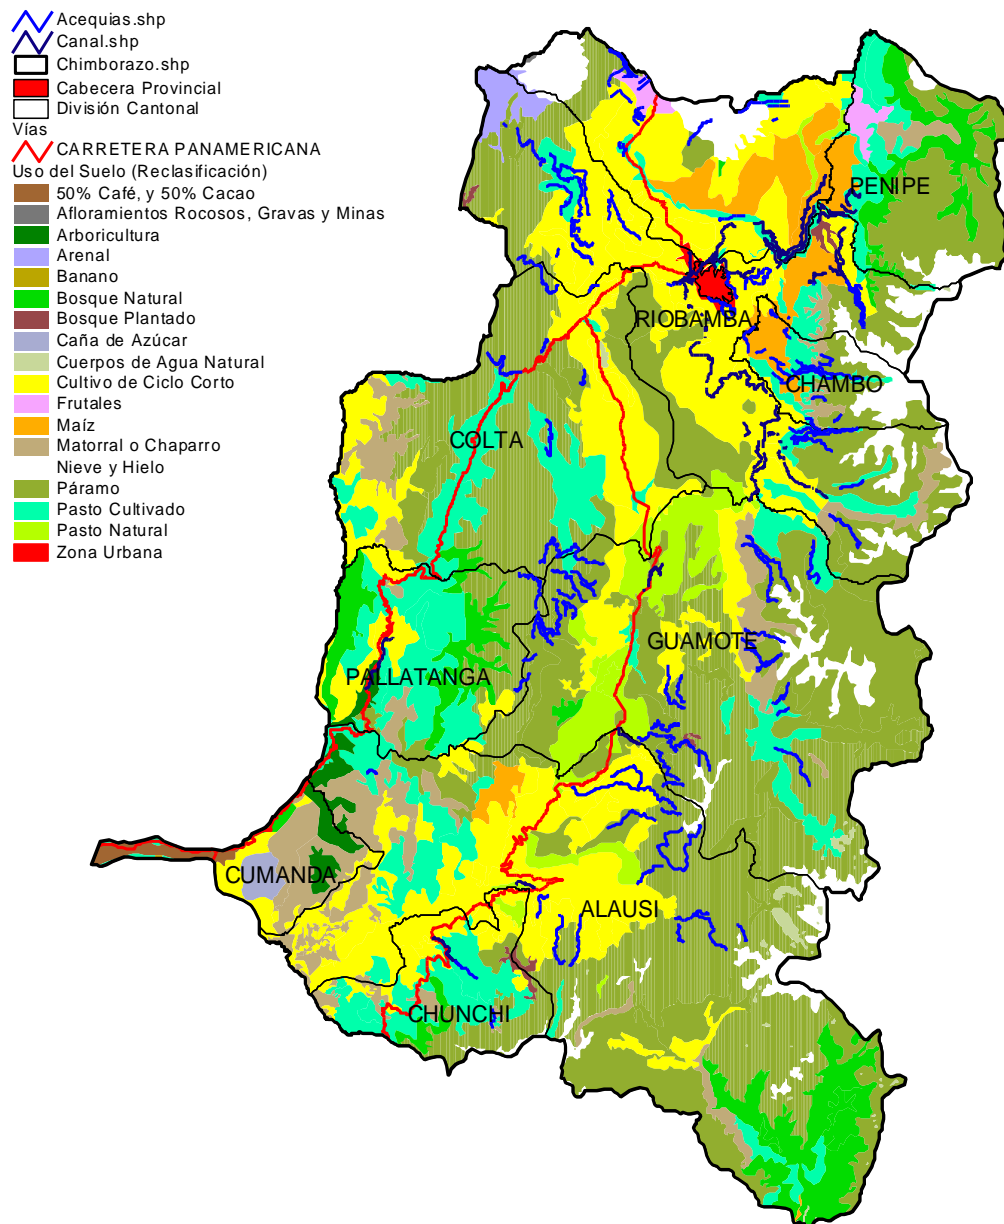 Acequias.shp
Canal.shp
Chimborazo.shp
Cabecera Provincial
División Cantonal
Vías
CARRETERA PANAMERICANA
Uso del Suelo (Reclasificación)
50% Café, y 50% Cacao
Afloramientos Rocosos, Gravas y Minas
Arboricultura
Arenal
Banano
Bosque Natural
Bosque Plantado
Caña de Azúcar
Cuerpos de Agua Natural
Cultivo de Ciclo Corto
Frutales
Maíz
Matorral o Chaparro
Nieve y Hielo
Páramo
Pasto Cultivado
Pasto Natural
Zona Urbana
PENIPE
RIOBAMBA
CHAMBO
COLTA
GUAMOTE
PALLATANGA
CUMANDA
ALAUSI
CHUNCHI